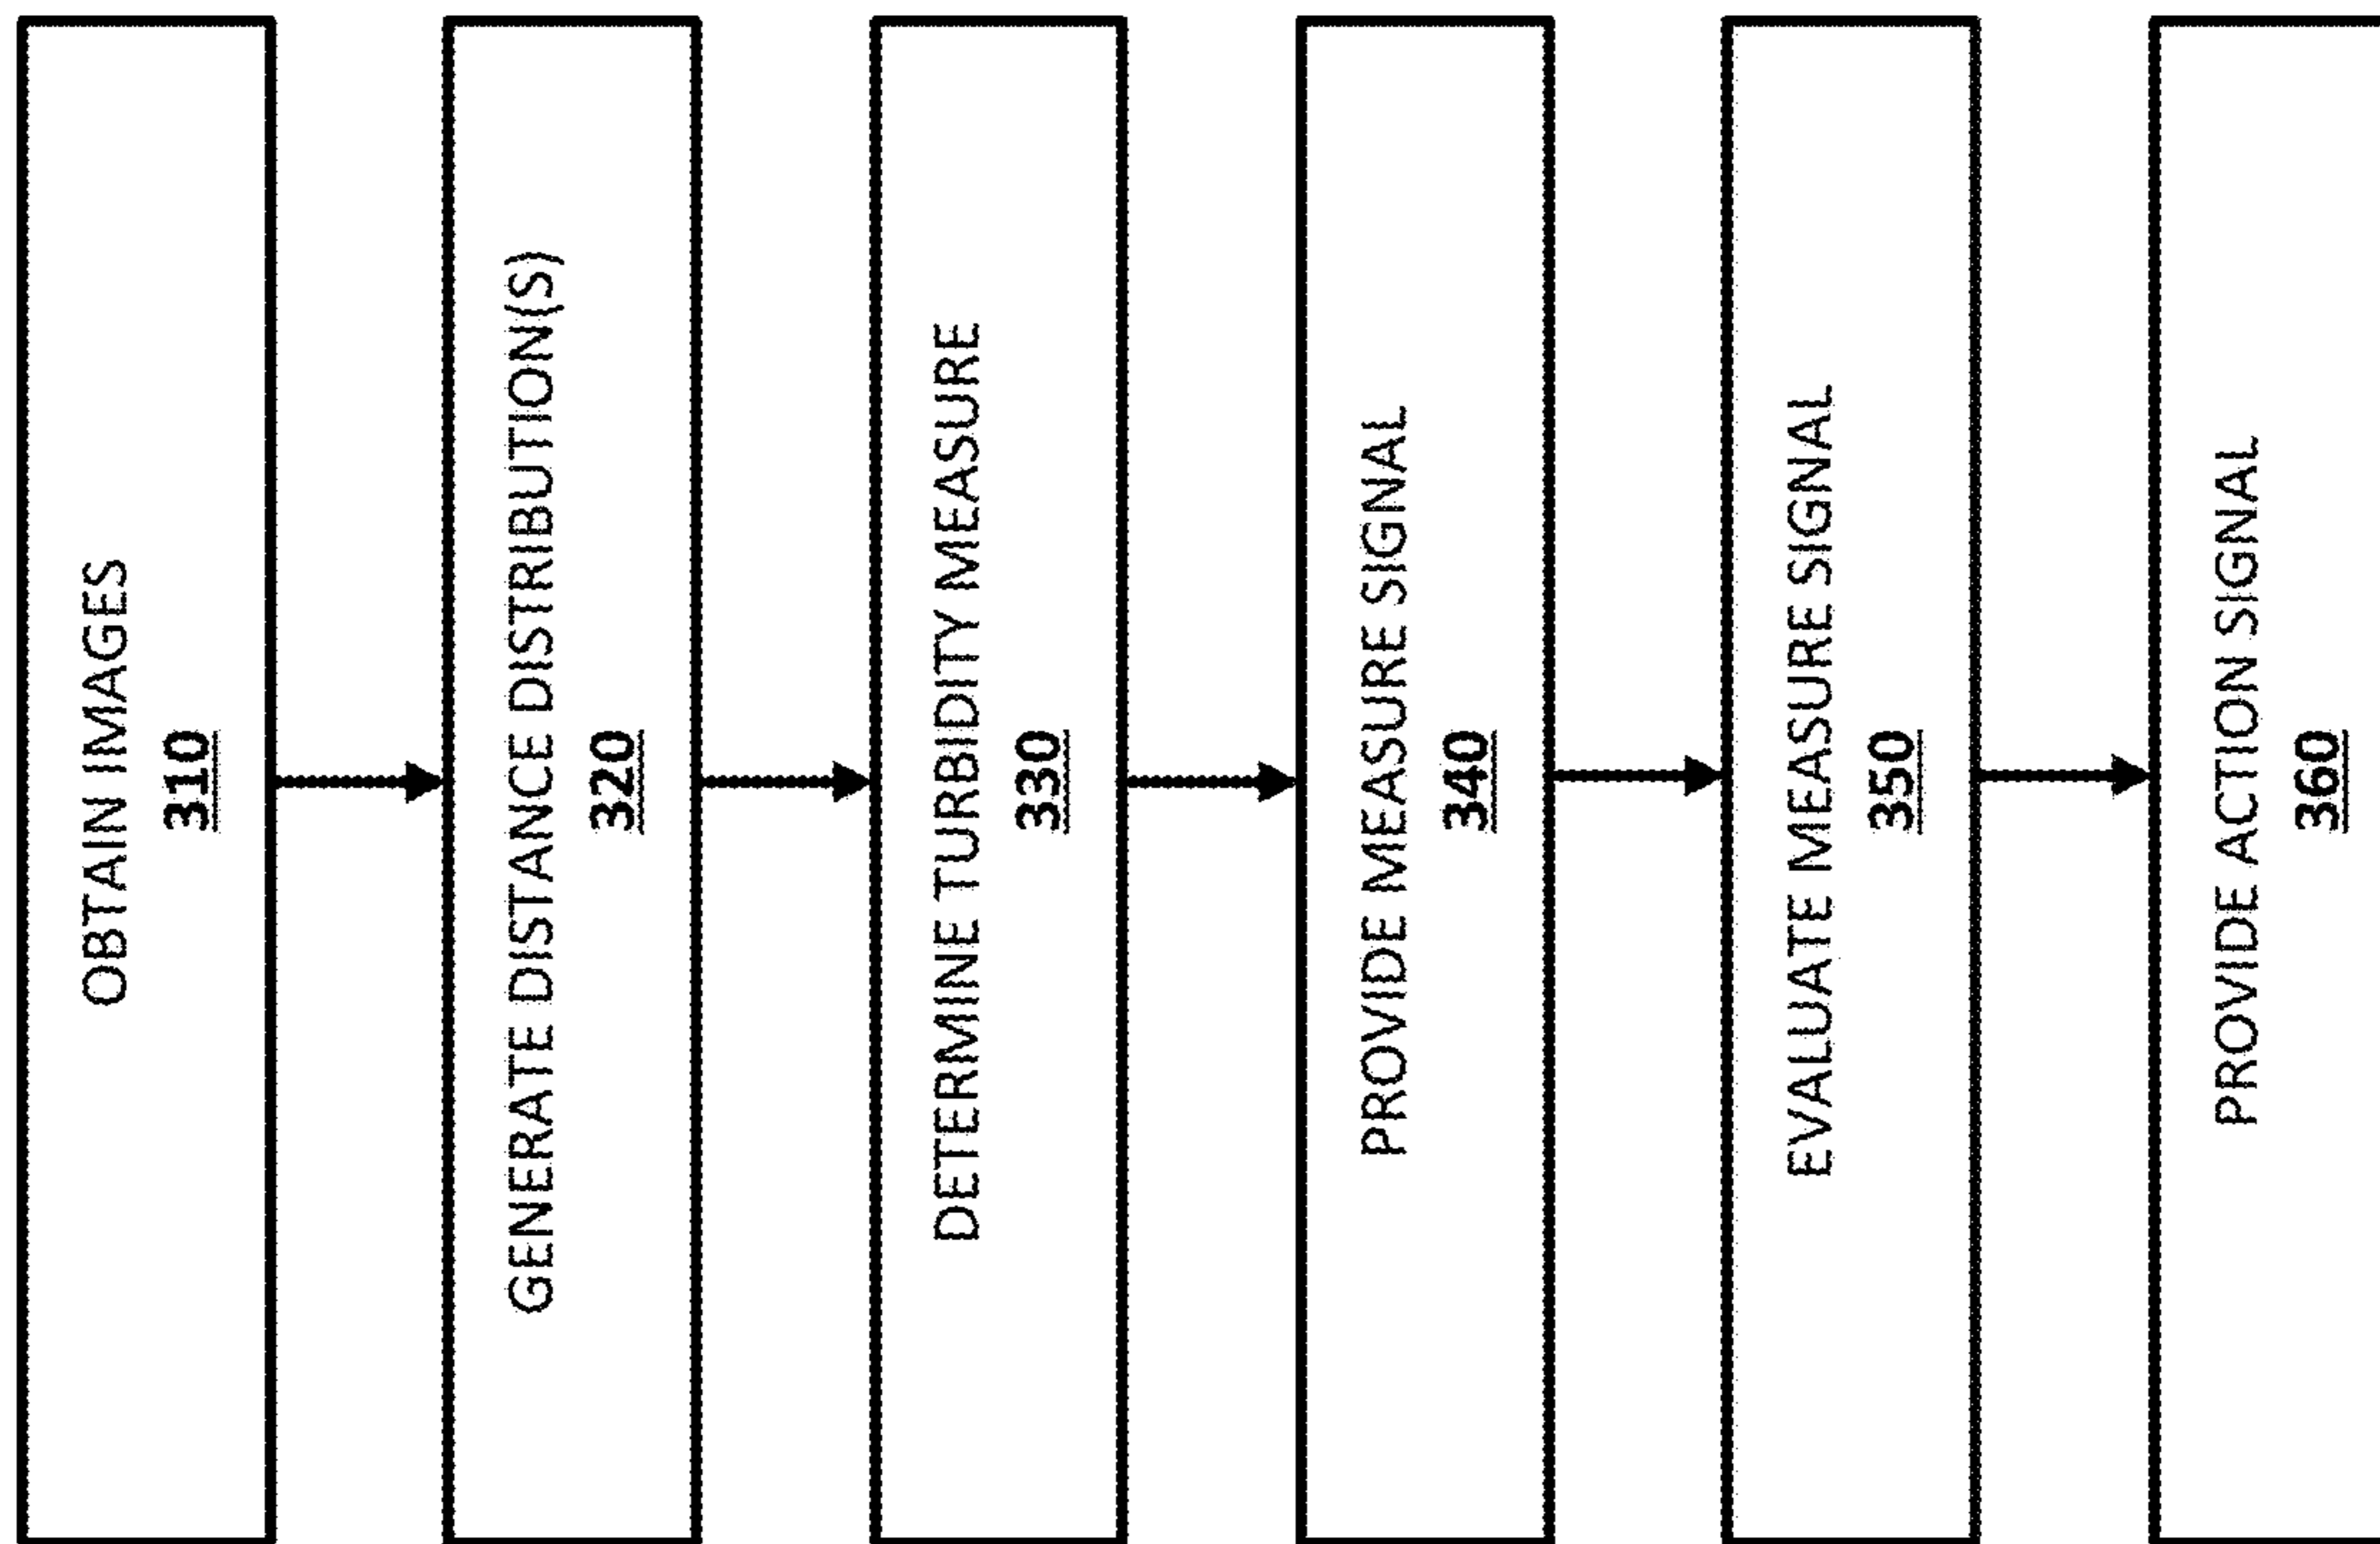 OBTAIN IMAGES
310
GENERATE DISTANCE DISTRIBUTION(S)
320
DETERMINE TURBIDITY MEASURE
330
PROVIDE MEASURE SIGNAL
340
EVALUATE MEASURE SIGNAL
350
PROVIDE ACTION SIGNAL
360